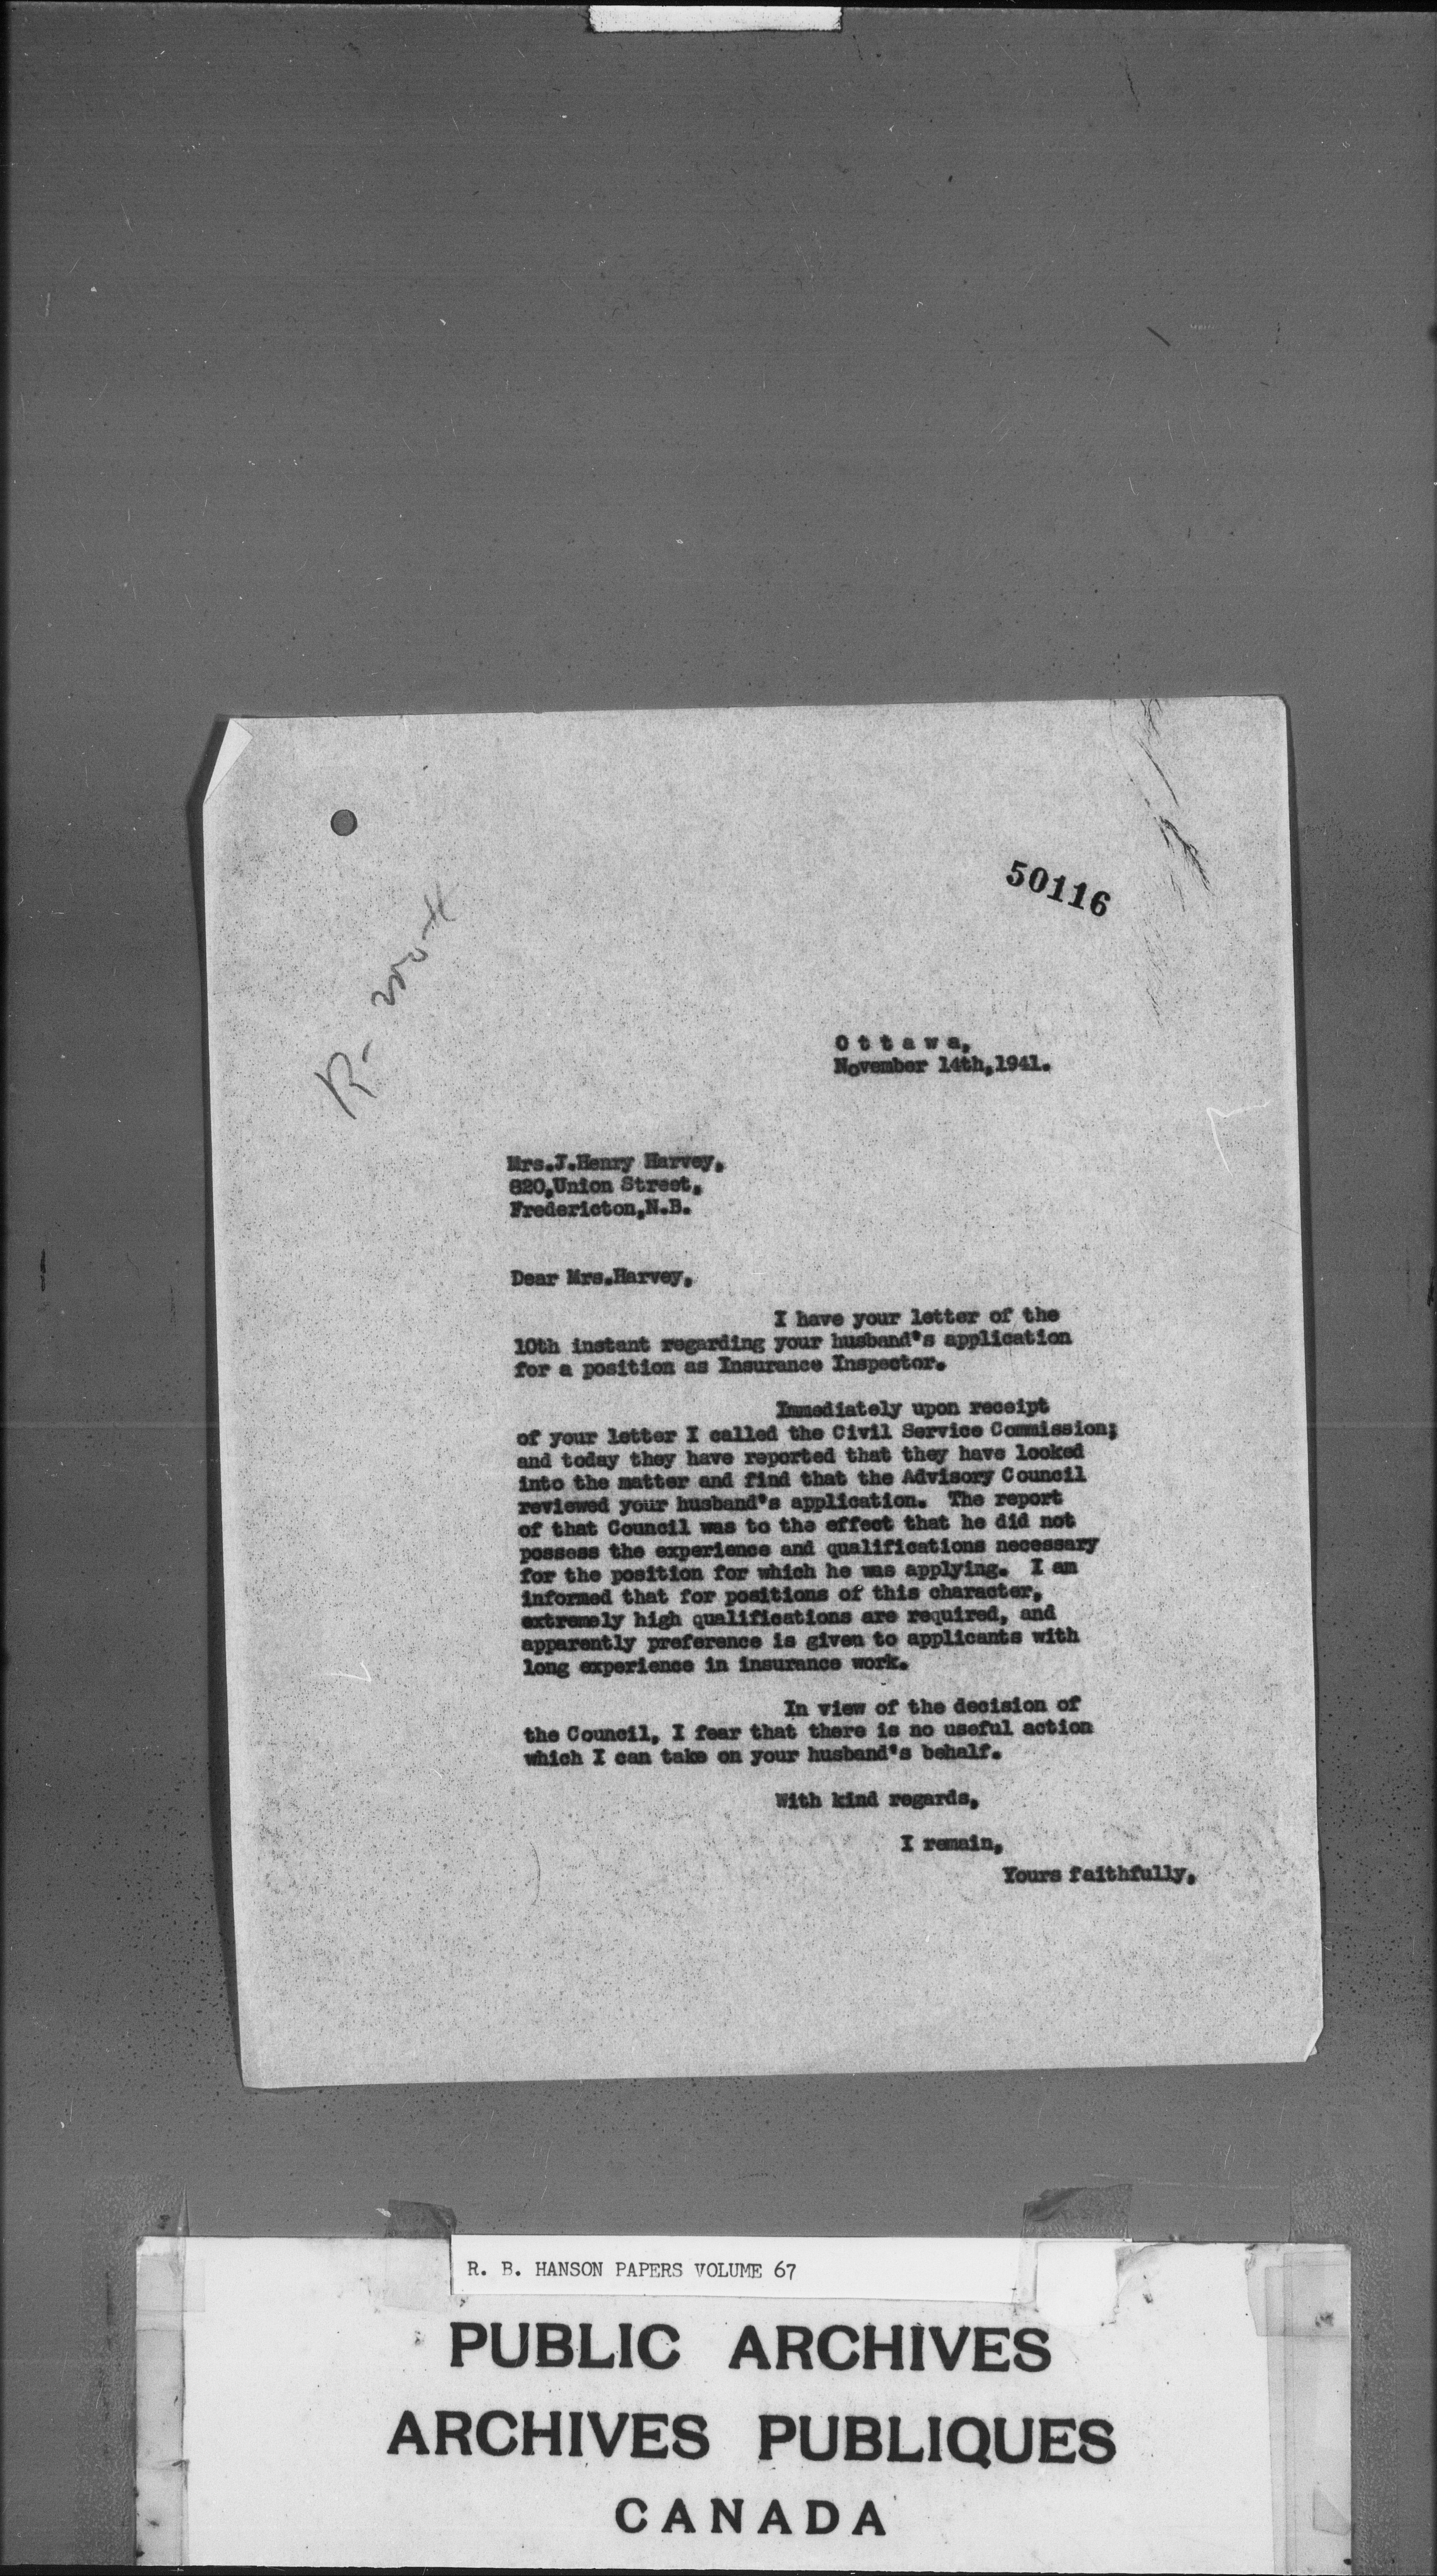 50116
O t t a w a,
November 14th,1941.
Mrs.J.Henry Harvey,
820,Union Street,
Fredericton,N.B.
Dear Mrs.Harvey,
I have your letter of the
10th instant regarding your husband's application
for a position as Insurance Inspector.
Immediately upon receipt
of your letter I called the Civil Service Commission;
and today they have reported that they have looked
into the matter and find that the Advisory Council
reviewed your husband's application. The report
of that Council was to the effect that he did not
possess the experience and qualifications necessary
for the position for which he was applying. I am
informed that for positions of this character,
extremely high qualifications are required, and
apparently preference is given to applicants with
long experience in insurance work.
In view of the decision of
the Council, I fear that there is no useful action
which I can take on your husband's behalf.
With kind regards,
I remain,
Yours faithfully,
R. B. HANSON PAPERS VOLUME 67
PUBLIC ARCHIVES
ARCHIVES PUBLIQUES
CANADA